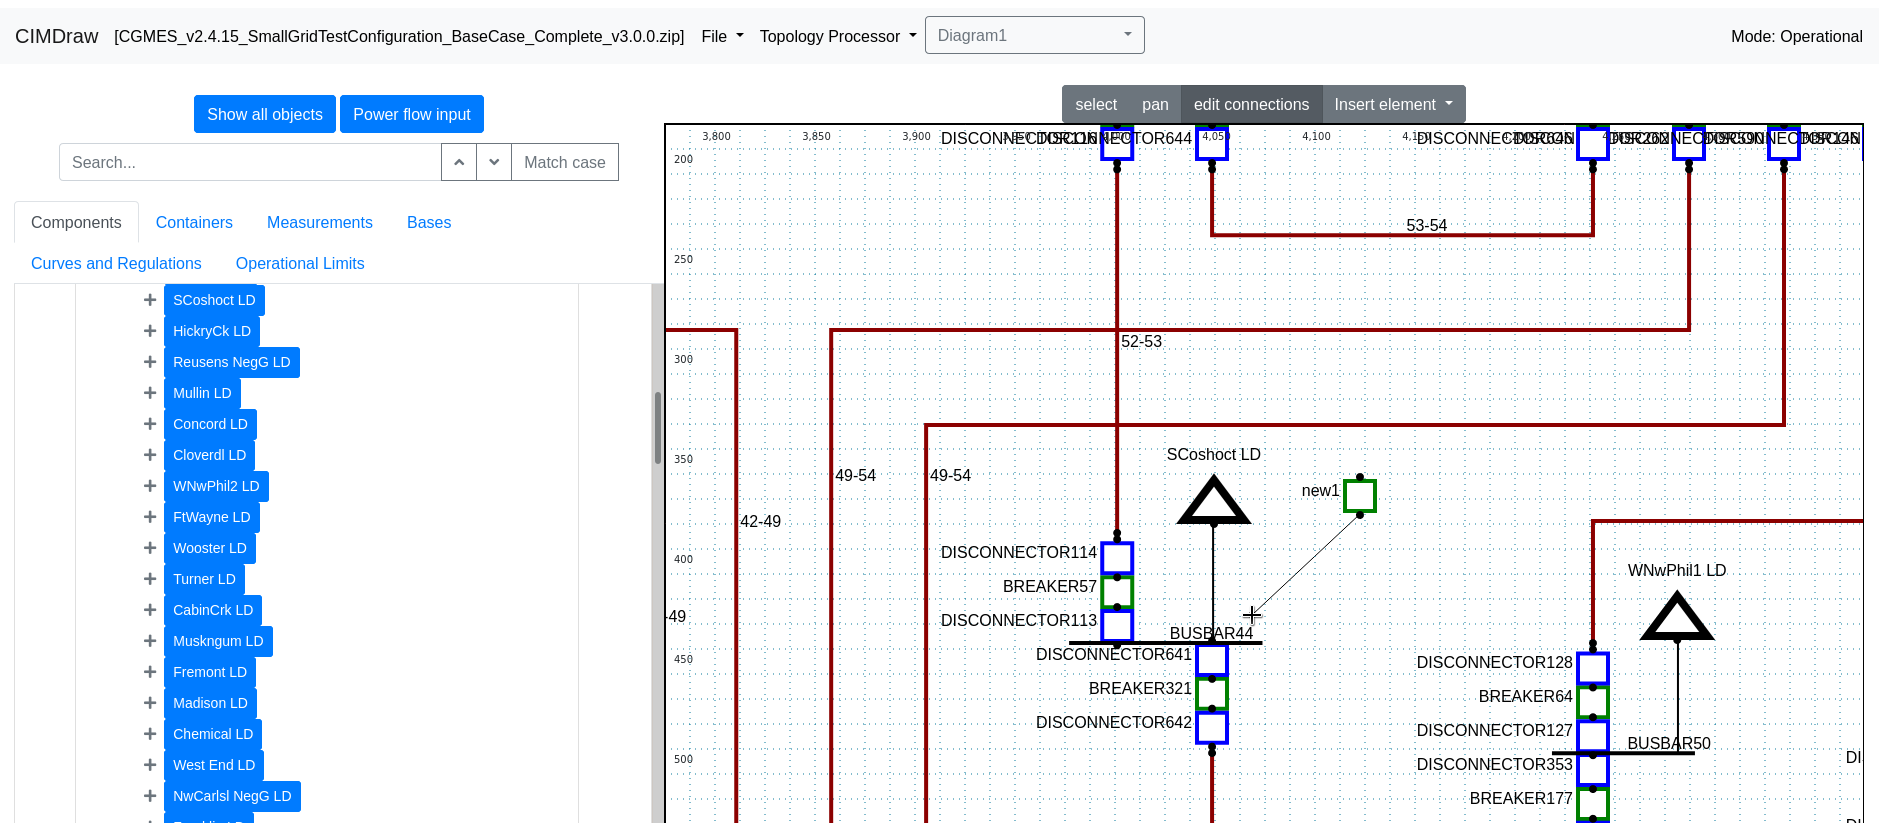 CIMDraw [CGMES_v2.4.15_SmallGridTestConfiguration_BaseCase_Complete_v3.0.0.zip] File Topology Processor Diagram1 Mode: Operational
Show all objects Power flow input
select pan edit connections Insert element
Search... Match case
Components Containers Measurements Bases
Curves and Regulations Operational Limits
SCoshoct LD
HickryCk LD
Reusens NegG LD
Mullin LD
Concord LD
Cloverdl LD
WNwPhil2 LD
FtWayne LD
Wooster LD
Turner LD
CabinCrk LD
Muskngum LD
Fremont LD
Madison LD
Chemical LD
West End LD
NwCarlsl NegG LD
3,800 3,850 3,900 4,050 4,100 4,150
DISCONNECTOR644
200
53-54
250
300
52-53
350
SCoshoct LD
49-54 49-54
new1
42-49
400
DISCONNECTOR114
WNwPhil1 LD
BREAKER57
-49
DISCONNECTOR113
BUSBAR44
450
DISCONNECTOR641
DISCONNECTOR128
BREAKER321
BREAKER64
DISCONNECTOR642
DISCONNECTOR127
BUSBAR50
500
DI
DISCONNECTOR353
BREAKER177